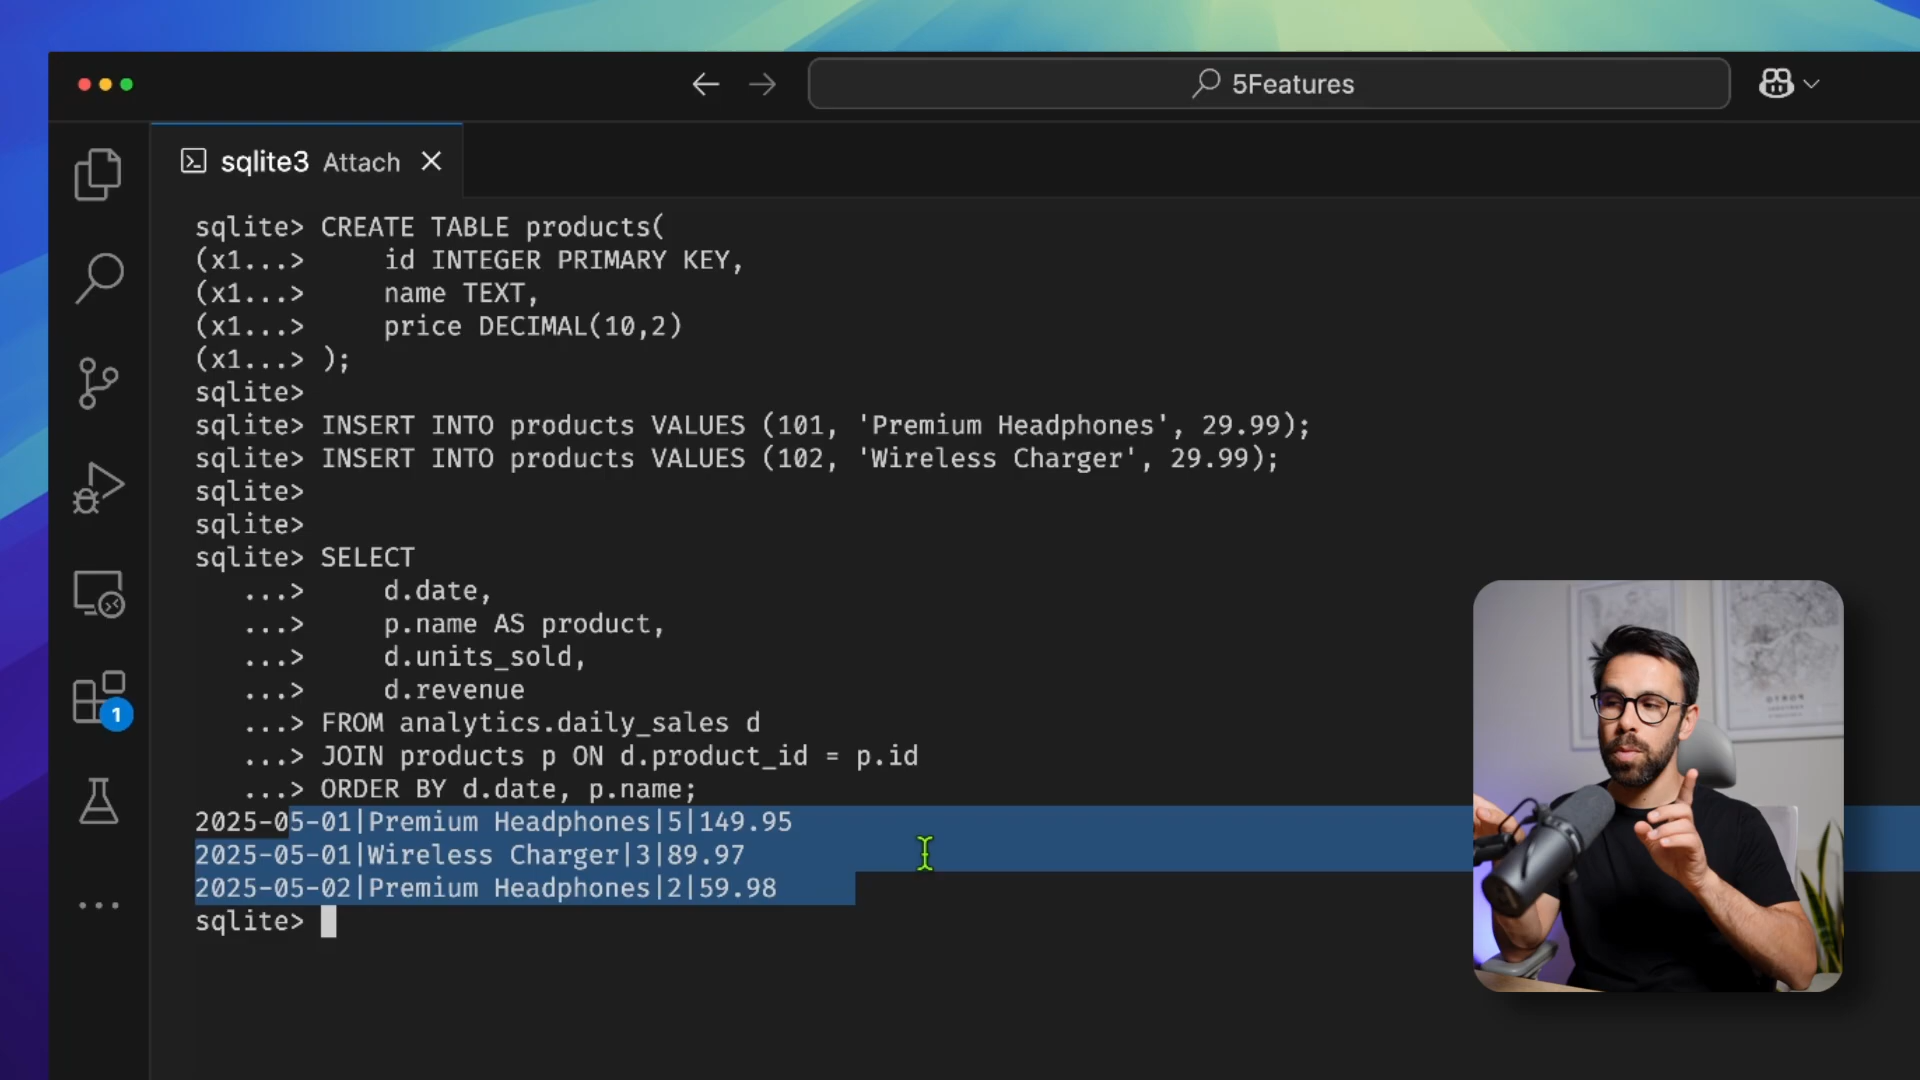 5Features
sqlite3 Attach
sqlite> CREATE TABLE products(
(x1...>     id INTEGER PRIMARY KEY,
(x1...>     name TEXT,
(x1...>     price DECIMAL(10,2)
(x1...> );
sqlite>
sqlite> INSERT INTO products VALUES (101, 'Premium Headphones', 29.99);
sqlite> INSERT INTO products VALUES (102, 'Wireless Charger', 29.99);
sqlite>
sqlite>
sqlite> SELECT
...>     d.date,
...>     p.name AS product,
...>     d.units_sold,
...>     d.revenue
...> FROM analytics.daily_sales d
...> JOIN products p ON d.product_id = p.id
...> ORDER BY d.date, p.name;
2025-05-01|Premium Headphones|5|149.95
2025-05-01|Wireless Charger|3|89.97
2025-05-02|Premium Headphones|2|59.98
sqlite>
1